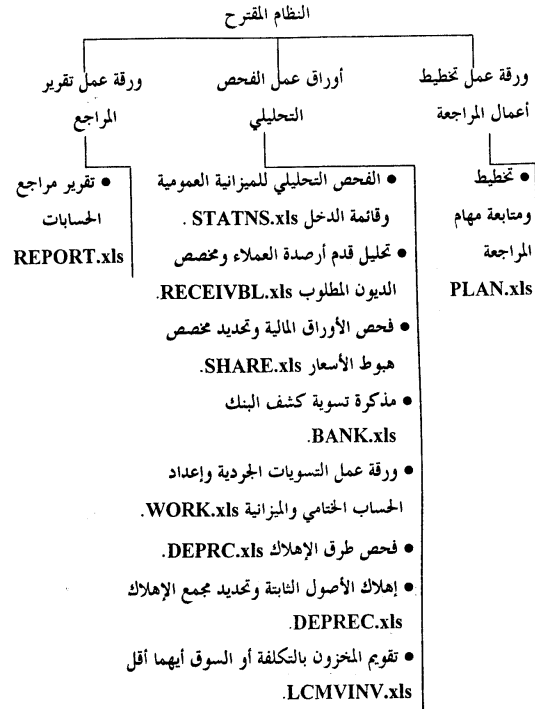 النظام المقترح
ورقة عمل تخطيط
أعمال المراجعة
• تخطيط
ومتابعة مهام
المراجعة
PLAN.xls
أوراق عمل الفحص
التحليلي
• الفحص التحليلي للميزانية العمومية
وقائمة الدخل STATNS.xls .
• تحليل قدم أرصدة العملاء ومخصص
الديون المطلوب RECEIVBL.xls.
• فحص الأوراق المالية وتحديد مخصص
هبوط الأسعار SHARE.xls.
• مذكرة تسوية كشف البنك
BANK.xls.
• ورقة عمل التسويات الجردية وإعداد
الحساب الختامي والميزانية WORK.xls.
• فحص طرق الإهلاك DEPRC.xls.
• إهلاك الأصول الثابتة وتحديد مجمع الإهلاك
DEPREC.xls.
• تقويم المخزون بالتكلفة أو السوق أيهما أقل
LCMVINV.xls.
ورقة عمل تقرير
المراجع
• تقرير مراجع
الحسابات
REPORT.xls